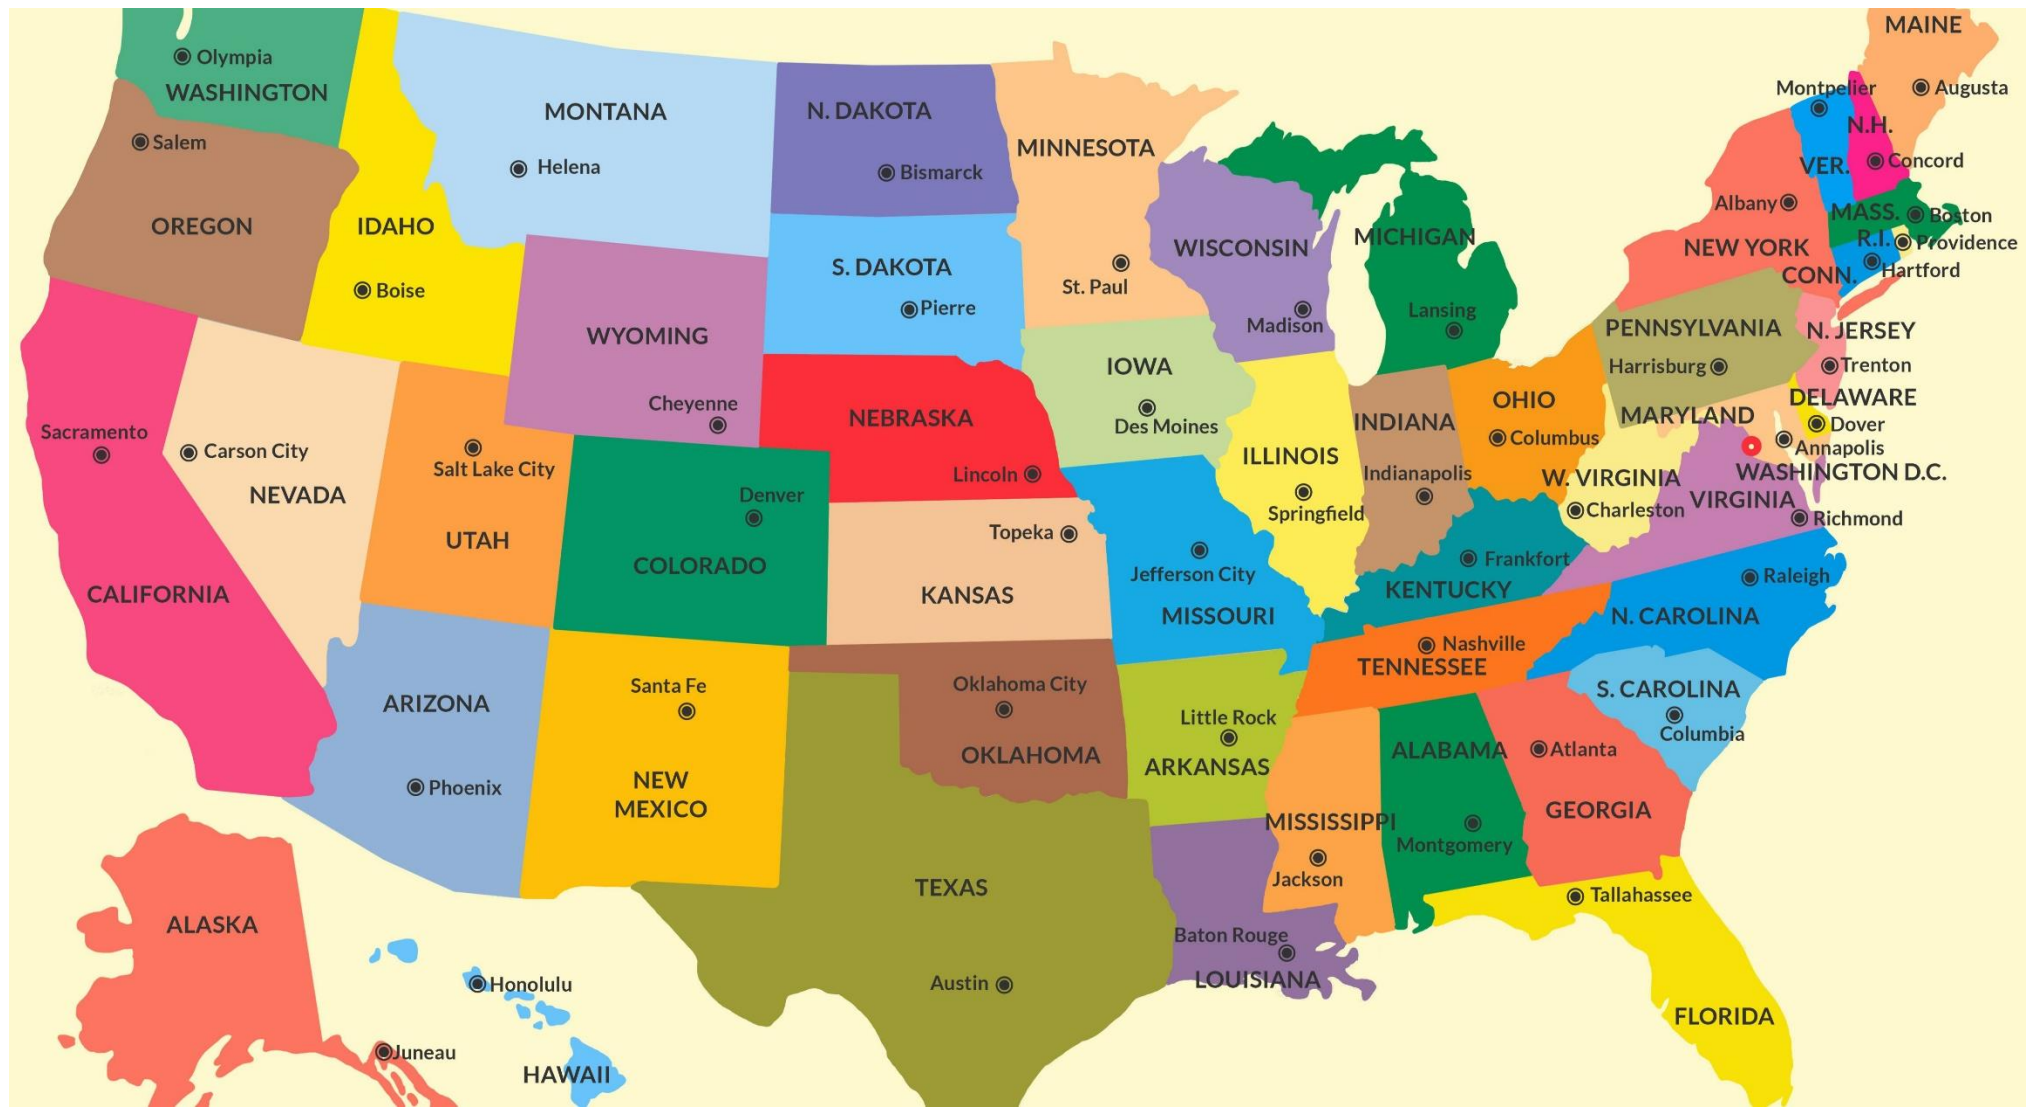 MAINE
Olympia
WASHINGTON
Montpelier
Augusta
MONTANA
N. DAKOTA
N.H.
Salem
MINNESOTA
Helena
Bismarck
VER.
Concord
Albany
MASS.
Boston
OREGON
IDAHO
WISCONSIN
MICHIGAN
NEW YORK
R.I.
Providence
S. DAKOTA
CONN.
Hartford
Boise
St. Paul
Pierre
Madison
Lansing
WYOMING
PENNSYLVANIA
N. JERSEY
IOWA
Harrisburg
Trenton
Cheyenne
NEBRASKA
Des Moines
INDIANA
OHIO
MARYLAND
DELAWARE
Dover
Sacramento
Carson City
Salt Lake City
Columbus
Annapolis
ILLINOIS
Lincoln
Indianapolis
W. VIRGINIA
WASHINGTON D.C.
NEVADA
Denver
Springfield
Charleston
VIRGINIA
Richmond
UTAH
Topeka
COLORADO
Jefferson City
Frankfort
Raleigh
CALIFORNIA
KANSAS
MISSOURI
KENTUCKY
N. CAROLINA
Nashville
TENNESSEE
ARIZONA
Santa Fe
Oklahoma City
S. CAROLINA
Little Rock
Columbia
OKLAHOMA
ARKANSAS
ALABAMA
Atlanta
Phoenix
NEW
MEXICO
MISSISSIPPI
GEORGIA
Montgomery
TEXAS
Jackson
Tallahassee
ALASKA
Baton Rouge
LOUISIANA
Honolulu
Austin
FLORIDA
Juneau
HAWAII